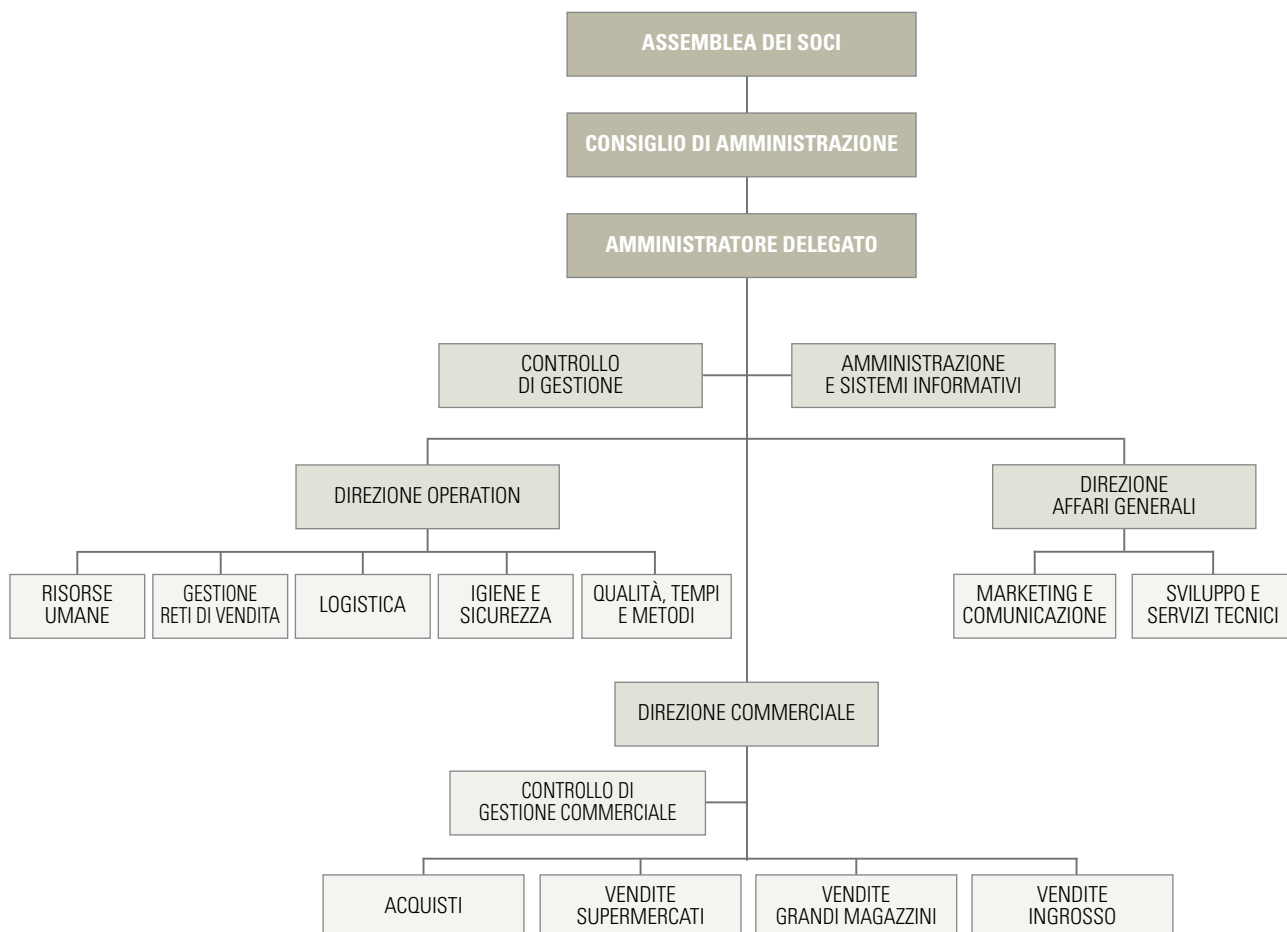 ASSEMBLEA DEI SOCI
CONSIGLIO DI AMMINISTRAZIONE
AMMINISTRATORE DELEGATO
CONTROLLO
DI GESTIONE
AMMINISTRAZIONE
E SISTEMI INFORMATIVI
DIREZIONE OPERATION
DIREZIONE
AFFARI GENERALI
RISORSE
UMANE
GESTIONE
RETI DI VENDITA
LOGISTICA
IGIENE E
SICUREZZA
QUALITÀ, TEMPI
E METODI
MARKETING E
COMUNICAZIONE
SVILUPPO E
SERVIZI TECNICI
DIREZIONE COMMERCIALE
CONTROLLO DI
GESTIONE COMMERCIALE
ACQUISTI
VENDITE
SUPERMERCATI
VENDITE
GRANDI MAGAZZINI
VENDITE
INGROSSO